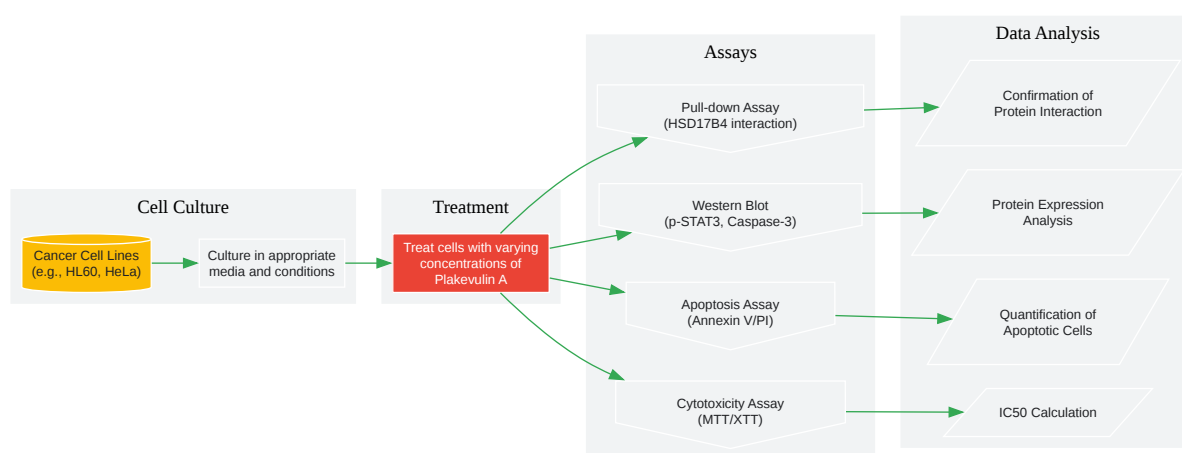 Cell Culture
Cancer Cell Lines
(e.g., HL60, HeLa)
Culture in appropriate
media and conditions
Treatment
Treat cells with varying
concentrations of
Plakevulin A
Assays
Pull-down Assay
(HSD17B4 interaction)
Western Blot
(p-STAT3, Caspase-3)
Apoptosis Assay
(Annexin V/PI)
Cytotoxicity Assay
(MTT/XTT)
Data Analysis
Confirmation of
Protein Interaction
Protein Expression
Analysis
Quantification of
Apoptotic Cells
IC50 Calculation